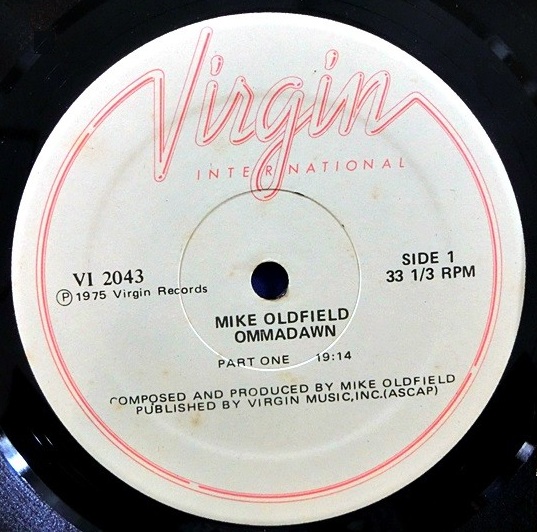 Virgin
INTERNATIONAL
VI 2043
Ⓟ 1975 Virgin Records
SIDE 1
33 1/3 RPM
MIKE OLDFIELD
OMMADAWN
PART ONE 19:14
COMPOSED AND PRODUCED BY MIKE OLDFIELD
PUBLISHED BY VIRGIN MUSIC,INC.(ASCAP)